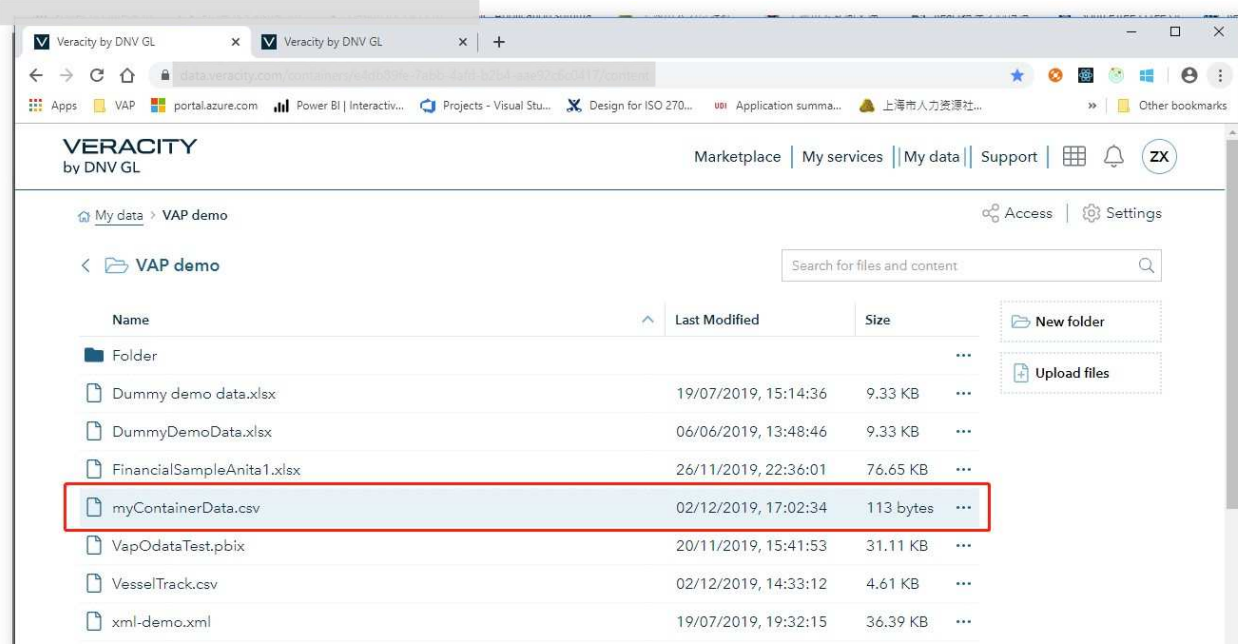 Veracity by DNV GL
Veracity by DNV GL
data.veracity.com/containers/
/content
Apps VAP portal.azure.com Power BI | Interactiv... Projects - Visual Stu... Design for ISO 270... UDI Application summa... 上海市人力资源社... » Other bookmarks
VERACITY
by DNV GL
Marketplace My services My data Support ZX
My data > VAP demo
Access Settings
VAP demo
Search for files and content
Name Last Modified Size
New folder
Folder ...
Upload files
Dummy demo data.xlsx 19/07/2019, 15:14:36 9.33 KB ...
DummyDemoData.xlsx 06/06/2019, 13:48:46 9.33 KB ...
FinancialSampleAnita1.xlsx 26/11/2019, 22:36:01 76.65 KB ...
myContainerData.csv 02/12/2019, 17:02:34 113 bytes ...
VapOdataTest.pbix 20/11/2019, 15:41:53 31.11 KB ...
VesselTrack.csv 02/12/2019, 14:33:12 4.61 KB ...
xml-demo.xml 19/07/2019, 19:32:15 36.39 KB ...